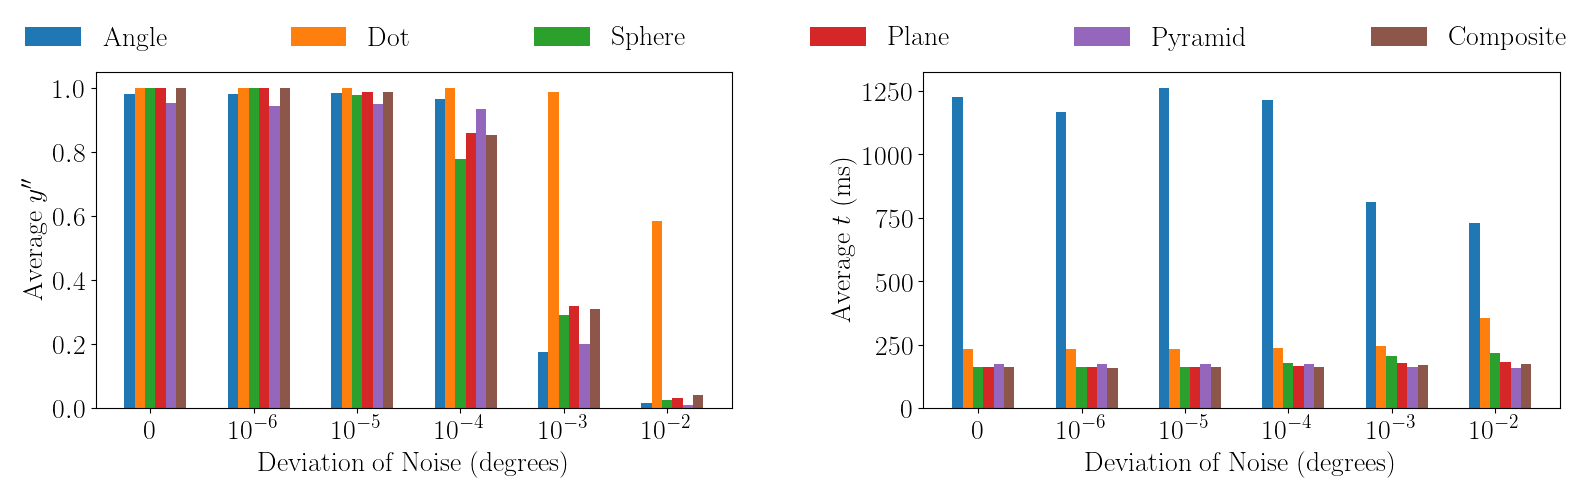 Angle Dot Sphere Plane Pyramid Composite
Average y″
1.0
0.8
0.6
0.4
0.2
0.0
0 10⁻⁶ 10⁻⁵ 10⁻⁴ 10⁻³ 10⁻²
Deviation of Noise (degrees)
Average t (ms)
1250
1000
750
500
250
0
0 10⁻⁶ 10⁻⁵ 10⁻⁴ 10⁻³ 10⁻²
Deviation of Noise (degrees)